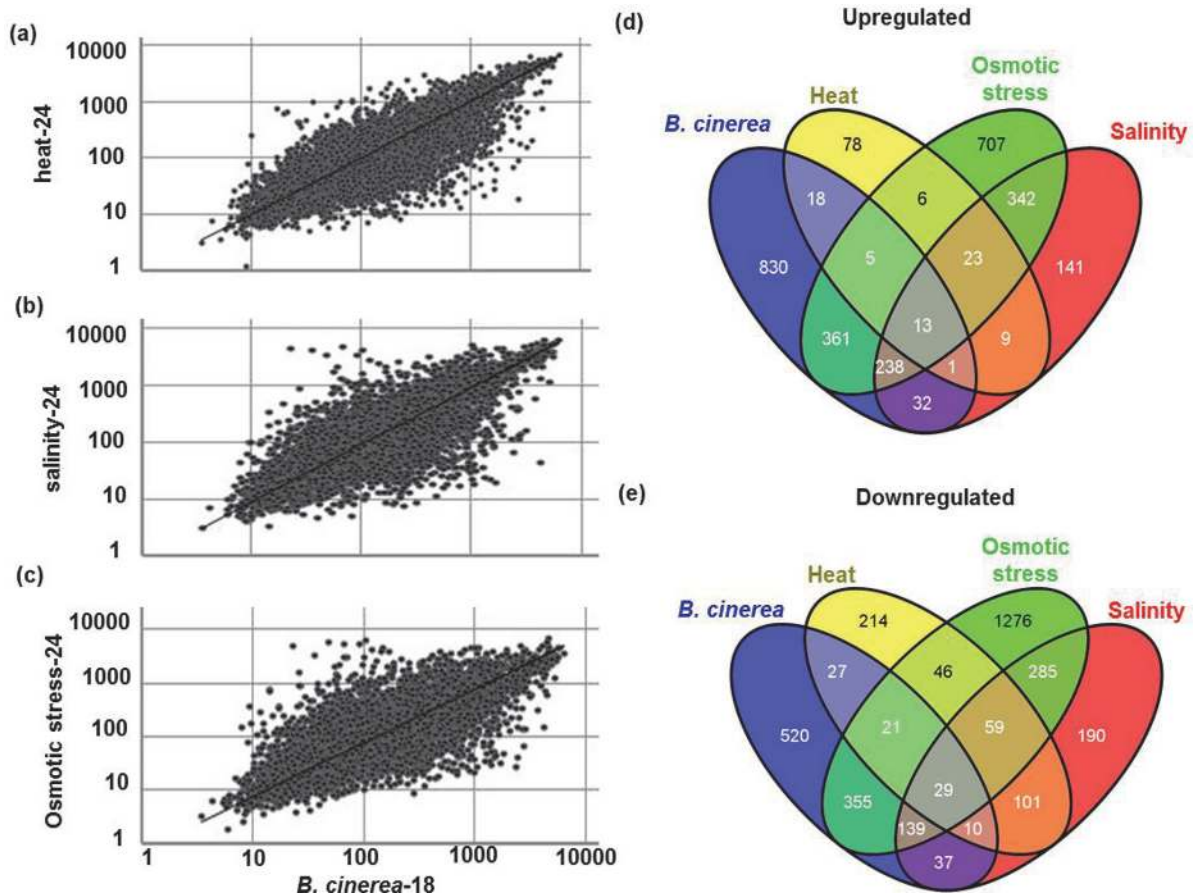 (a)
10000
1000
100
10
1
heat-24
(b)
10000
1000
100
10
1
salinity-24
(c)
10000
1000
100
10
1
Osmotic stress-24
1 10 100 1000 10000
B. cinerea-18
(d)
Upregulated
B. cinerea
Heat
Osmotic
stress
Salinity
78
707
18
6
342
830
5
23
141
361
13
9
238
1
32
(e)
Downregulated
B. cinerea
Heat
Osmotic
stress
Salinity
214
1276
27
46
285
520
21
59
190
355
29
101
139
10
37